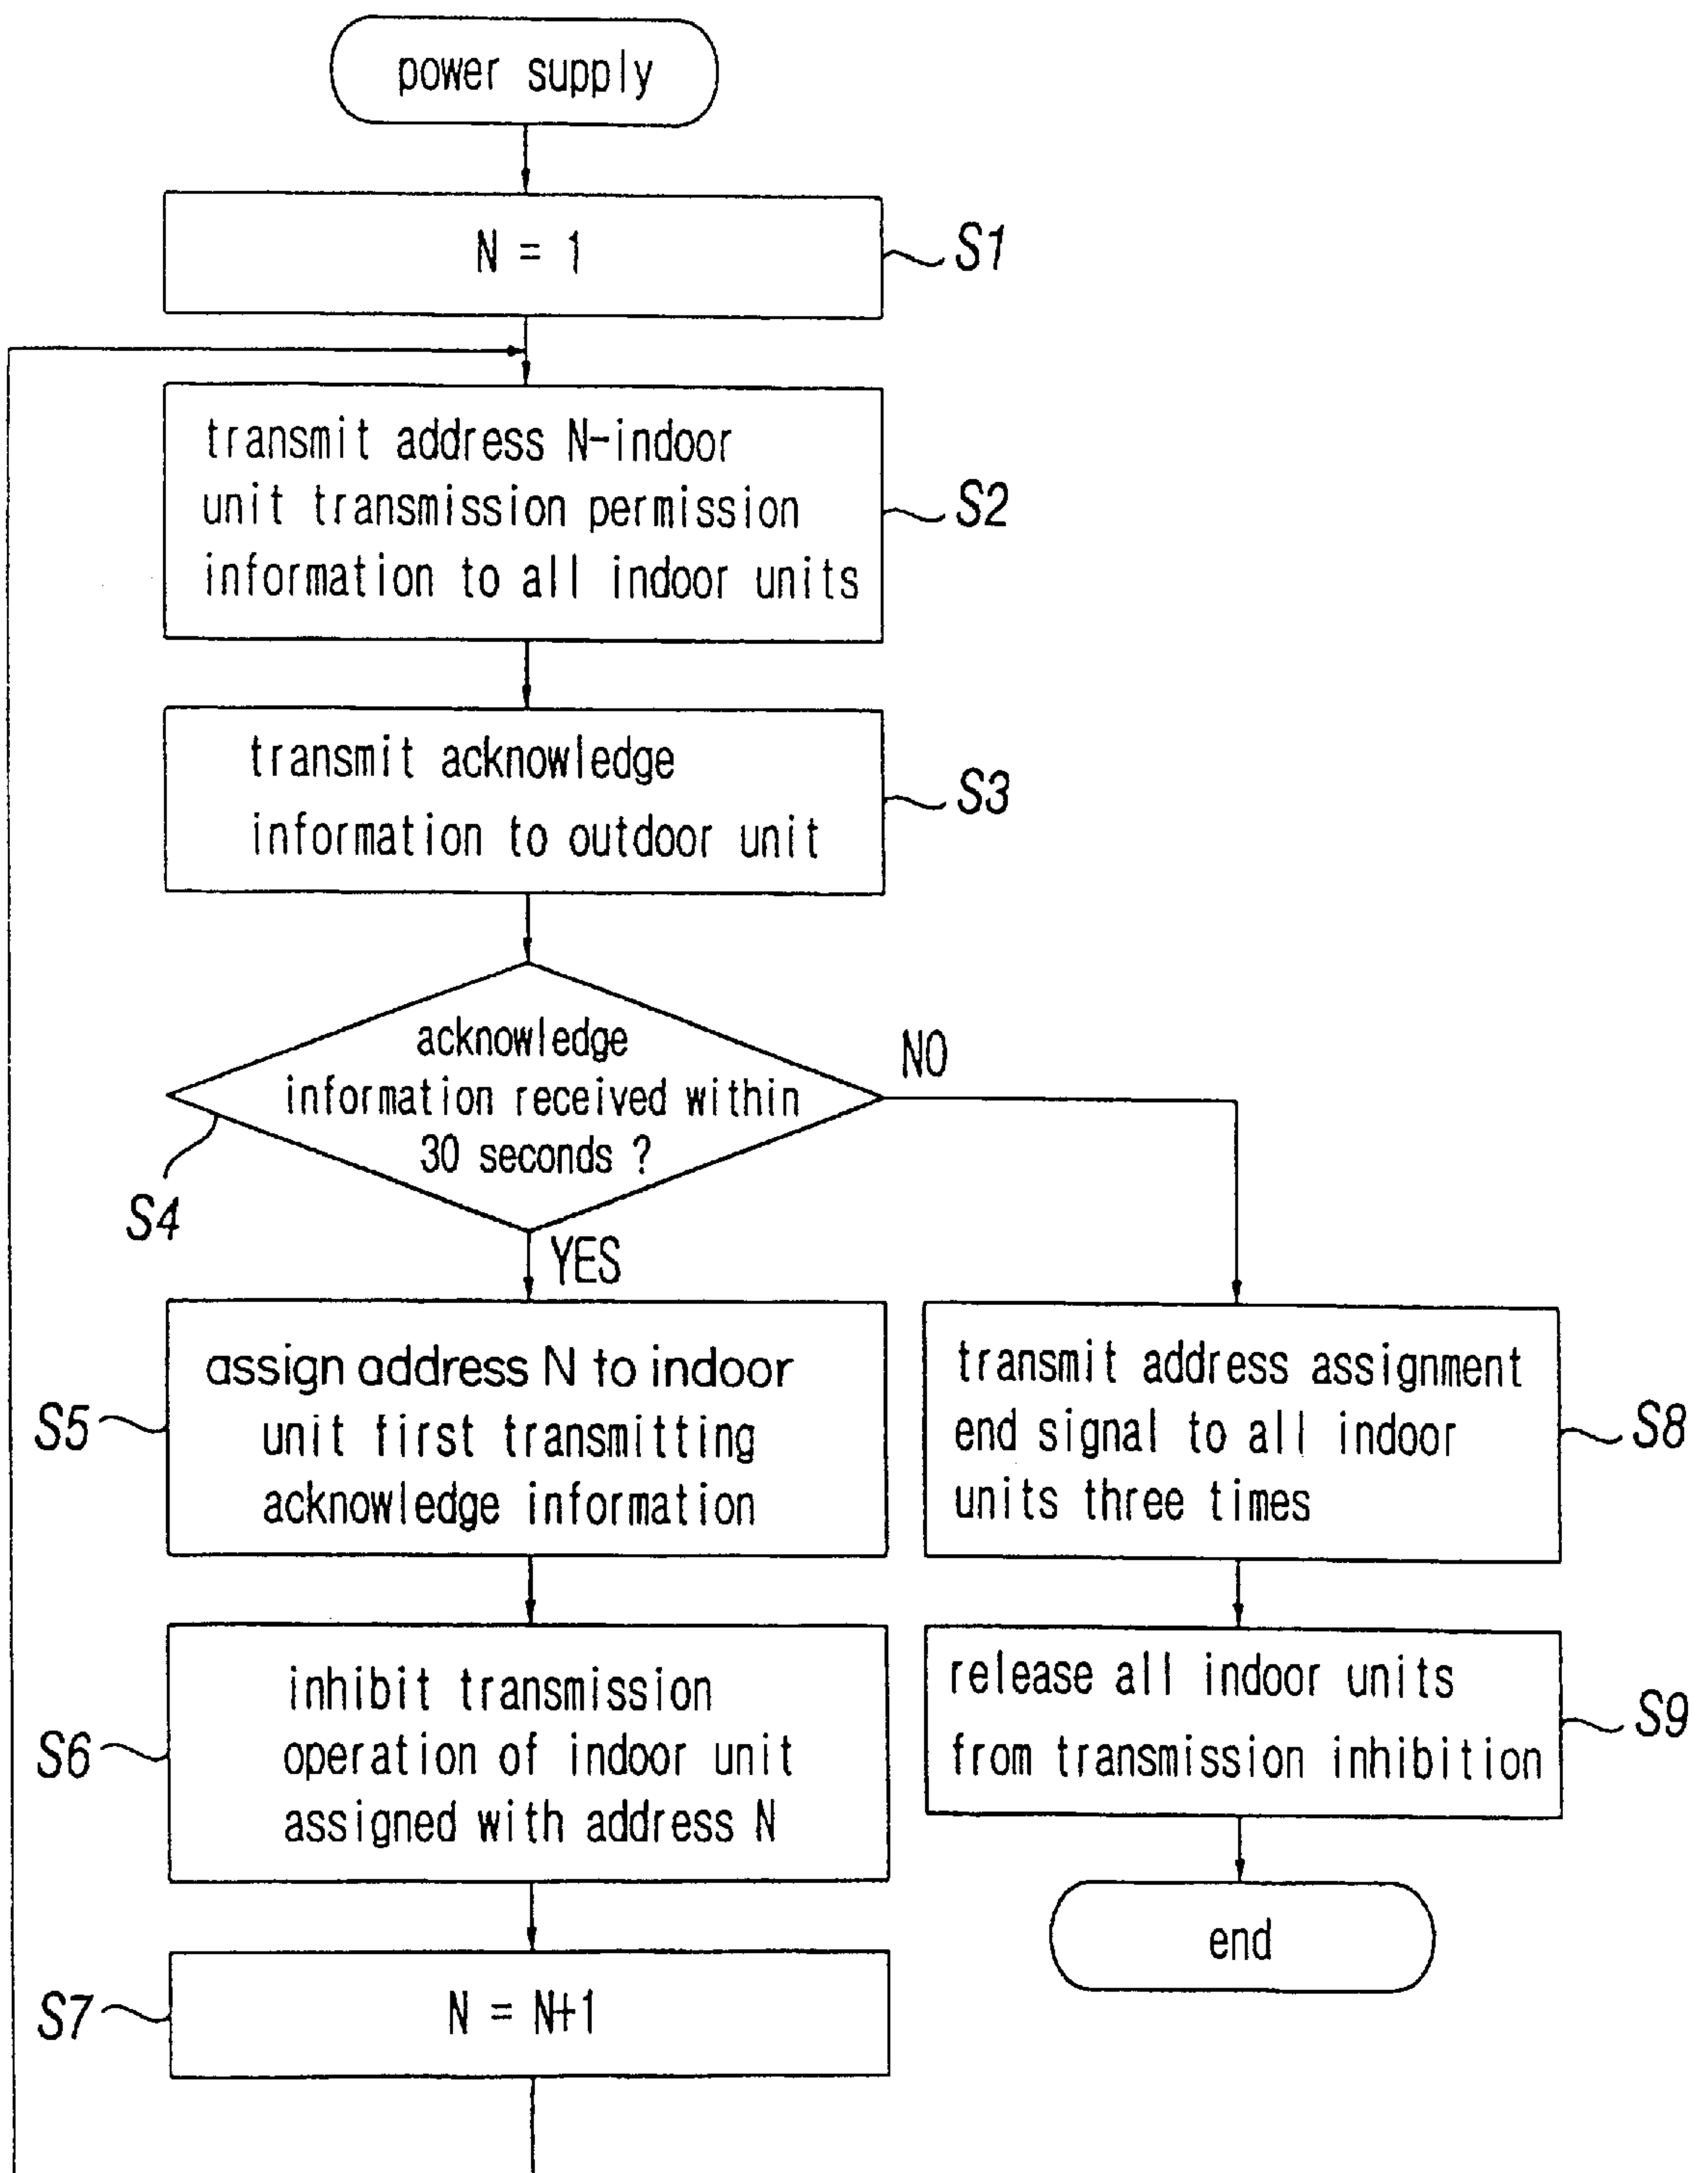 power supply
N = 1
S1
transmit address N-indoor
unit transmission permission
information to all indoor units
S2
transmit acknowledge
information to outdoor unit
S3
acknowledge
information received within
30 seconds ?
S4
NO
YES
assign address N to indoor
unit first transmitting
acknowledge information
S5
transmit address assignment
end signal to all indoor
units three times
S8
inhibit transmission
operation of indoor unit
assigned with address N
S6
release all indoor units
from transmission inhibition
S9
N = N+1
S7
end